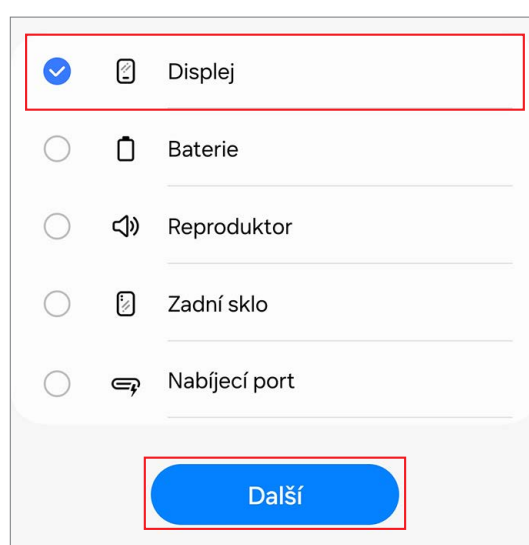 Displej
Baterie
Reproduktor
Zadní sklo
Nabíjecí port
Další